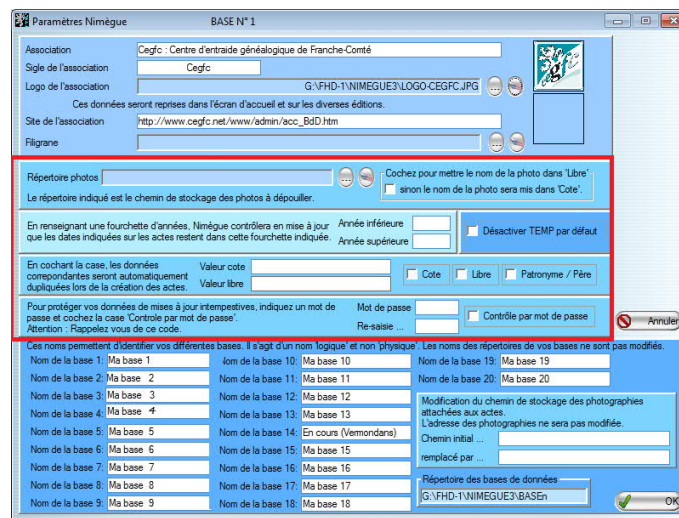 Paramètres Nimègue BASE N° 1
Association Cegfc : Centre d'entraide généalogique de Franche-Comté
Sigle de l'association Cegfc
Logo de l'association G:\FHD-1\NIMEGUE3\LOGO-CEGFC.JPG
Ces données seront reprises dans l'écran d'accueil et sur les diverses éditions.
Site de l'association http://www.cegfc.net/www/admin/acc_BdD.htm
Filigrane
cegfc
Répertoire photos
Le répertoire indiqué est le chemin de stockage des photos à dépouiller.
Cochez pour mettre le nom de la photo dans 'Libre'
sinon le nom de la photo sera mis dans 'Cote'.
En renseignant une fourchette d'années, Nimègue contrôlera en mise à jour
que les dates indiquées sur les actes restent dans cette fourchette indiquée.
Année inférieure
Année supérieure
Désactiver TEMP par défaut
En cochant la case, les données
correpondantes seront automatiquement
dupliquées lors de la création des actes.
Valeur cote
Valeur libre
Cote Libre Patronyme / Père
Pour protéger vos données de mises à jour intempestives, indiquez un mot de
passe et cochez la case 'Controle par mot de passe'.
Attention : Rappelez vous de ce code.
Mot de passe
Re-saisie ...
Contrôle par mot de passe
Annuler
Ces noms permettent d'identifier vos différentes bases. Il s'agit d'un nom 'logique' et non 'physique'. Les noms des répertoires de vos bases ne sont pas modifiés.
Nom de la base 1: Ma base 1
Nom de la base 2: Ma base 2
Nom de la base 3: Ma base 3
Nom de la base 4: Ma base 4
Nom de la base 5: Ma base 5
Nom de la base 6: Ma base 6
Nom de la base 7: Ma base 7
Nom de la base 8: Ma base 8
Nom de la base 9: Ma base 9
Nom de la base 10: Ma base 10
Nom de la base 11: Ma base 11
Nom de la base 12: Ma base 12
Nom de la base 13: Ma base 13
Nom de la base 14: En cours (Vermondans)
Nom de la base 15: Ma base 15
Nom de la base 16: Ma base 16
Nom de la base 17: Ma base 17
Nom de la base 18: Ma base 18
Nom de la base 19: Ma base 19
Nom de la base 20: Ma base 20
Modification du chemin de stockage des photographies
attachées aux actes.
L'adresse des photographies ne sera pas modifiée.
Chemin initial ...
remplacé par ...
Répertoire des bases de données
G:\FHD-1\NIMEGUE3\BASEn
OK